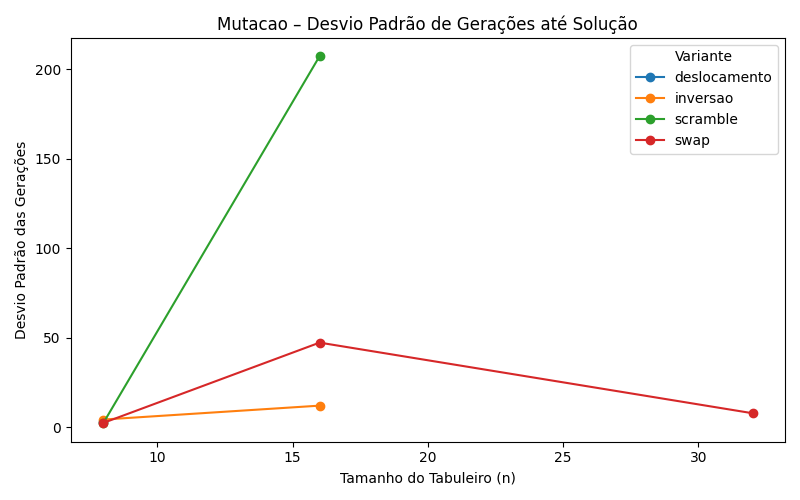 Mutacao – Desvio Padrão de Gerações até Solução
Desvio Padrão das Gerações
200
150
100
50
0
10
15
20
25
30
Tamanho do Tabuleiro (n)
Variante
deslocamento
inversao
scramble
swap